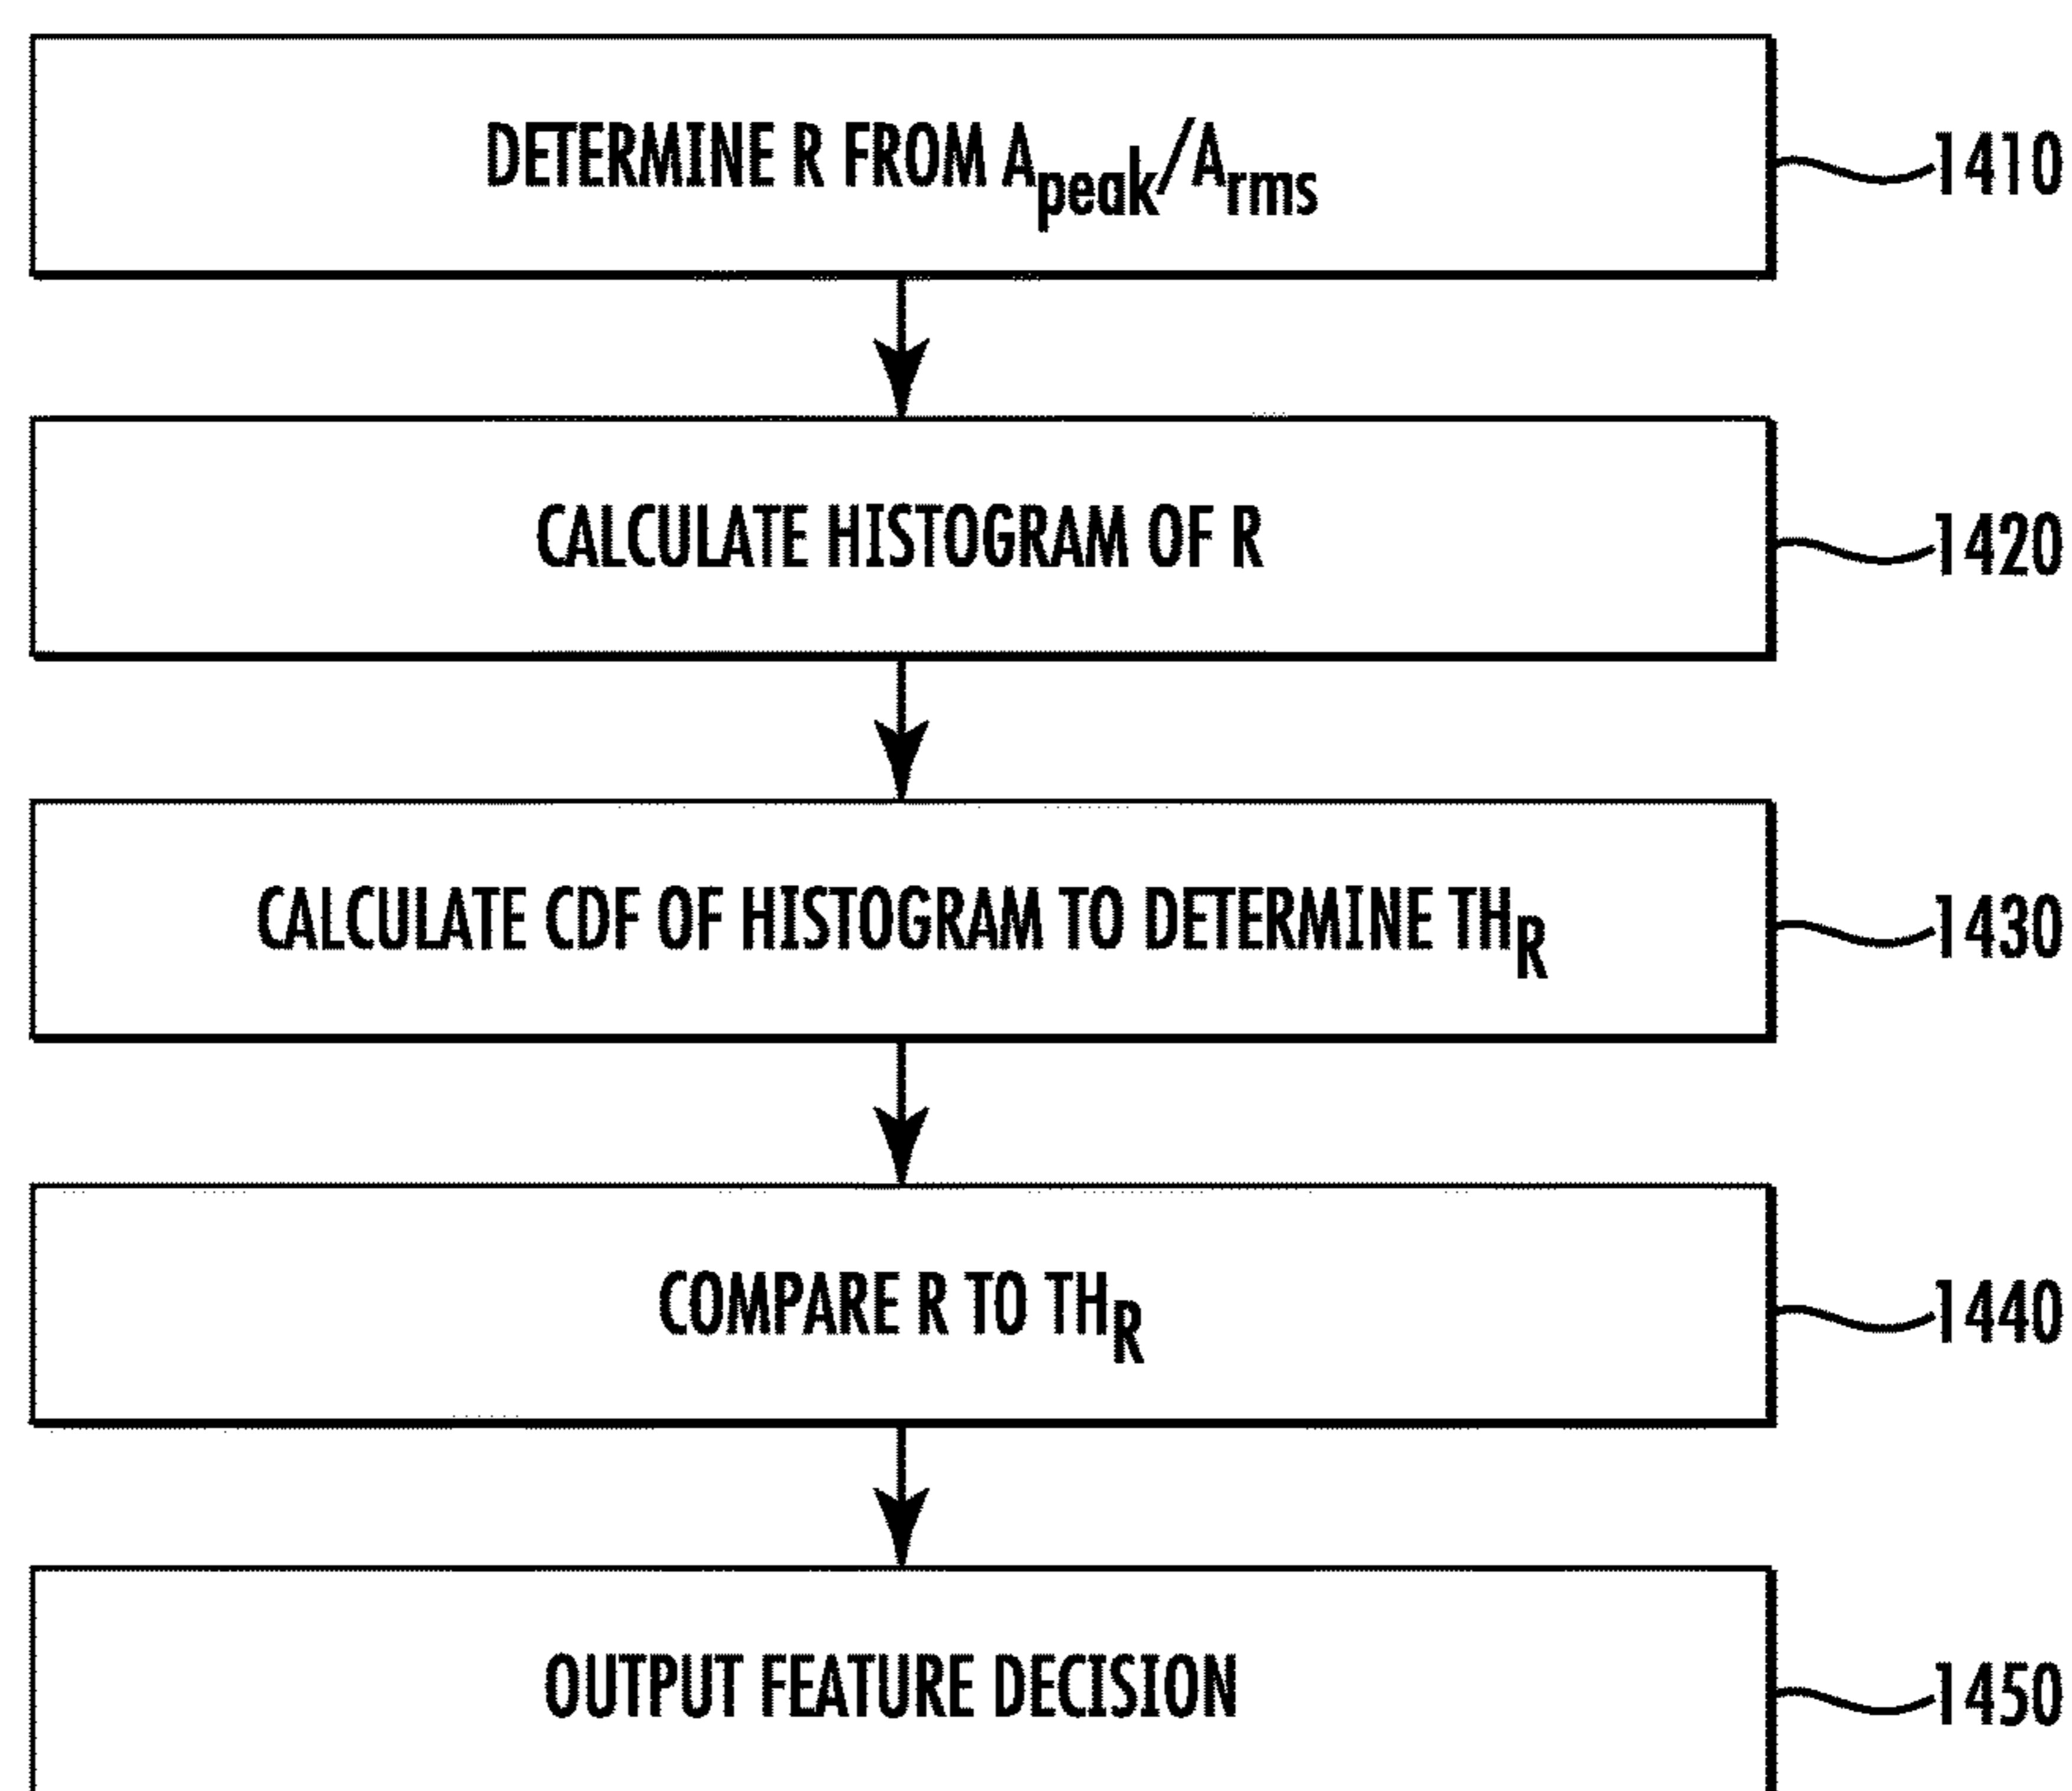 DETERMINE R FROM Apeak/Arms
1410
CALCULATE HISTOGRAM OF R
1420
CALCULATE CDF OF HISTOGRAM TO DETERMINE THR
1430
COMPARE R TO THR
1440
OUTPUT FEATURE DECISION
1450